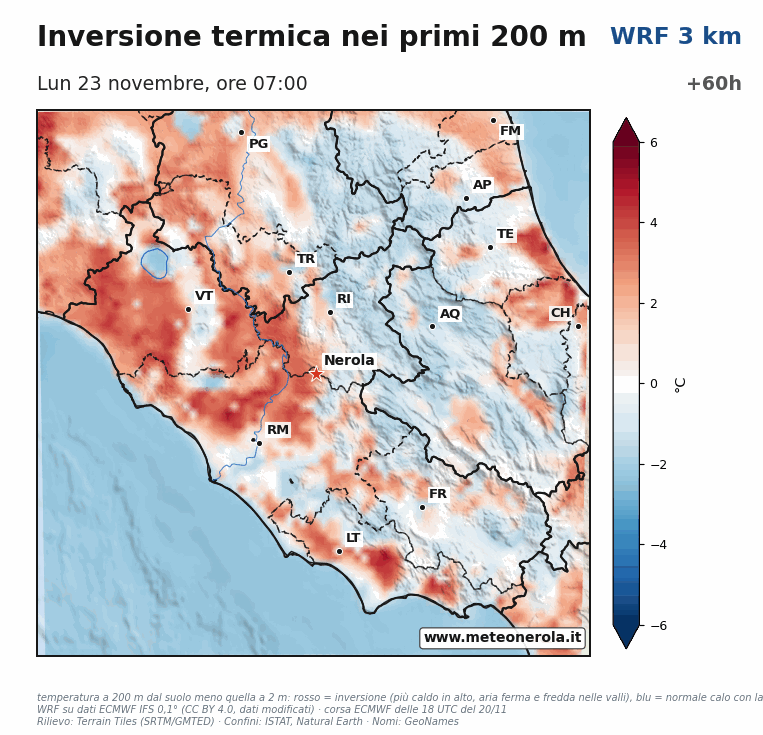 Inversione termica nei primi 200 m
WRF 3 km
Lun 23 novembre, ore 07:00
+60h
FM
PG
AP
TE
TR
VT
RI
AQ
CH
Nerola
RM
FR
LT
www.meteonerola.it
6
4
2
0
−2
−4
−6
°C
temperatura a 200 m dal suolo meno quella a 2 m: rosso = inversione (più caldo in alto, aria ferma e fredda nelle valli), blu = normale calo con la
WRF su dati ECMWF IFS 0,1° (CC BY 4.0, dati modificati) · corsa ECMWF delle 18 UTC del 20/11
Rilievo: Terrain Tiles (SRTM/GMTED) · Confini: ISTAT, Natural Earth · Nomi: GeoNames